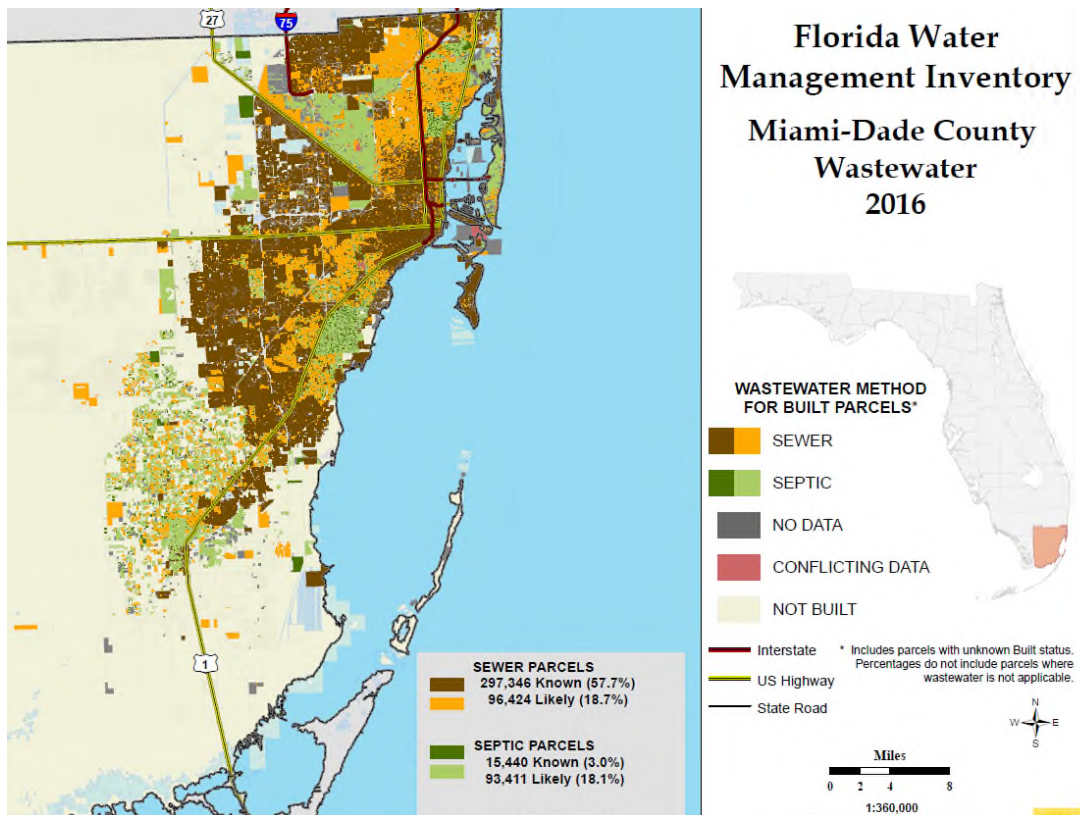 27
75
1
SEWER PARCELS
297,346 Known (57.7%)
96,424 Likely (18.7%)
SEPTIC PARCELS
15,440 Known (3.0%)
93,411 Likely (18.1%)
Florida Water
Management Inventory
Miami-Dade County
Wastewater
2016
WASTEWATER METHOD
FOR BUILT PARCELS*
SEWER
SEPTIC
NO DATA
CONFLICTING DATA
NOT BUILT
Interstate
US Highway
State Road
* Includes parcels with unknown Built status.
Percentages do not include parcels where
wastewater is not applicable.
N
W E
S
Miles
0 2 4 8
1:360,000